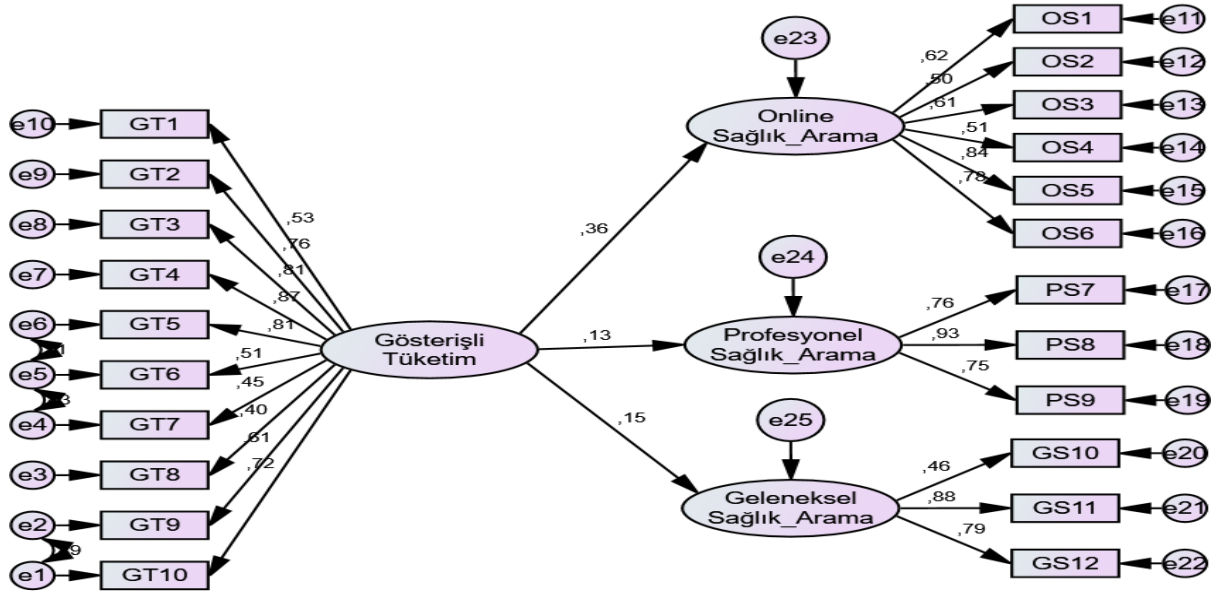 e10
GT1
e9
GT2
e8
GT3
e7
GT4
e6
GT5
e5
GT6
e4
GT7
e3
GT8
e2
GT9
e1
GT10
,53
,76
,81
,87
,81
,51
,45
,40
,61
,72
Gösterişli
Tüketim
,36
,13
,15
e23
Online
Sağlık_Arama
e24
Profesyonel
Sağlık_Arama
e25
Geleneksel
Sağlık_Arama
,62
,50
,61
,51
,84
,78
,76
,93
,75
,46
,88
,79
OS1
e11
OS2
e12
OS3
e13
OS4
e14
OS5
e15
OS6
e16
PS7
e17
PS8
e18
PS9
e19
GS10
e20
GS11
e21
GS12
e22